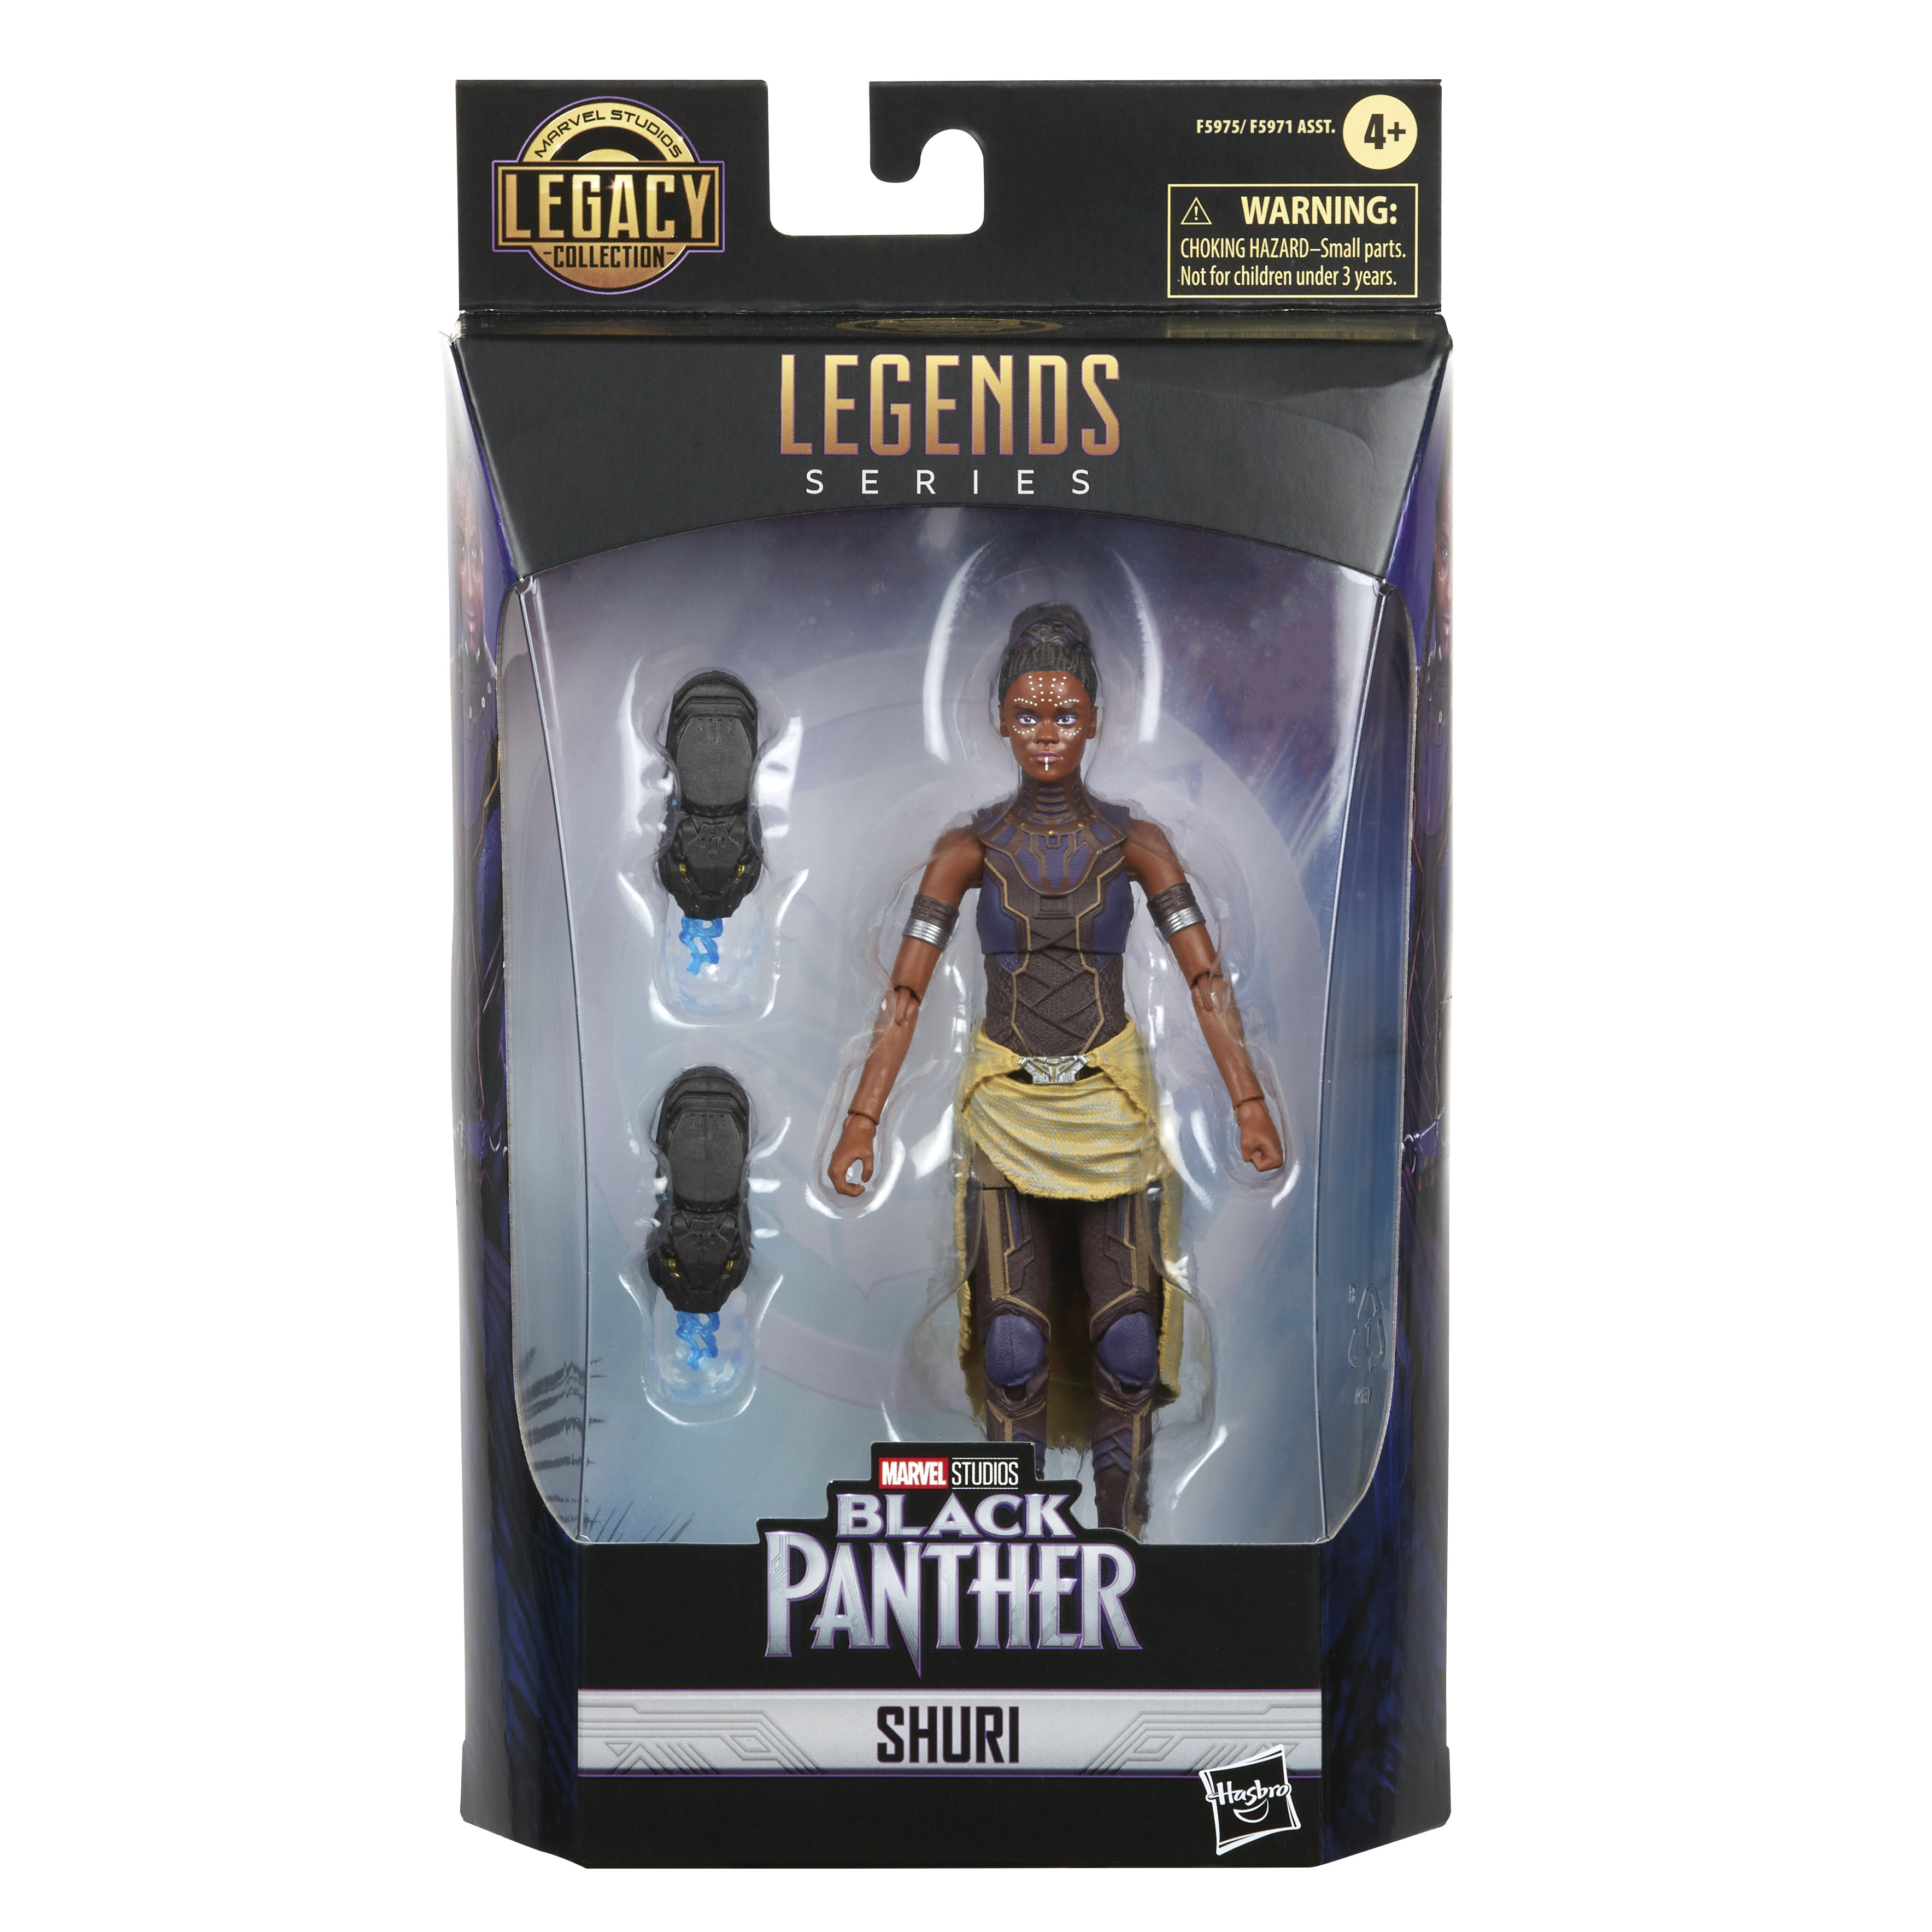 MARVEL STUDIOS
LEGACY
-COLLECTION-
F5975/ F5971 ASST.
4+
WARNING:
CHOKING HAZARD–Small parts.
Not for children under 3 years.
LEGENDS
SERIES
MARVEL STUDIOS
BLACK
PANTHER
SHURI
Hasbro